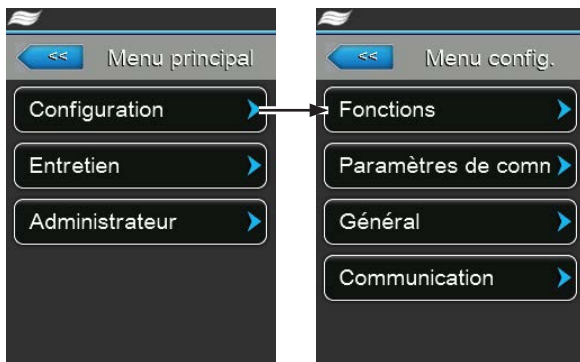 << Menu principal
Configuration
Entretien
Administrateur
<< Menu config.
Fonctions
Paramètres de comn
Général
Communication